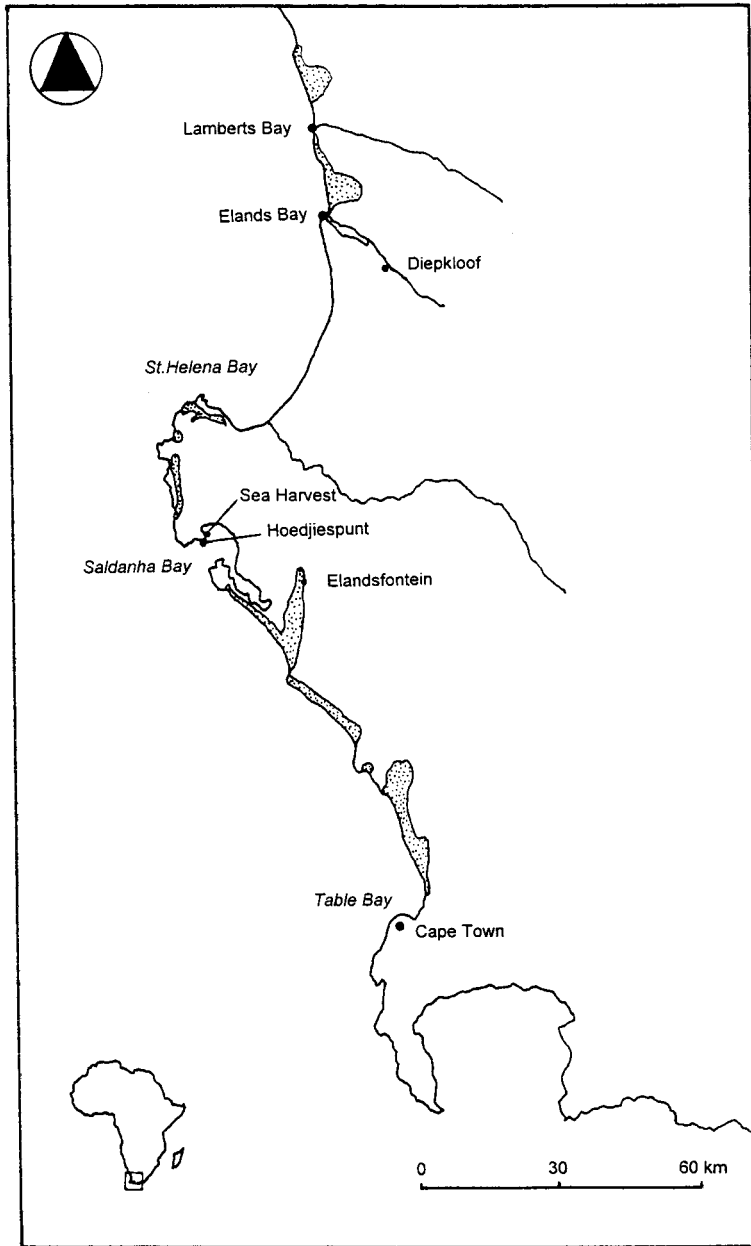 Lamberts Bay
Elands Bay
Diepkloof
St.Helena Bay
Sea Harvest
Hoedjiespunt
Saldanha Bay
Elandsfontein
Table Bay
Cape Town
0 30 60 km